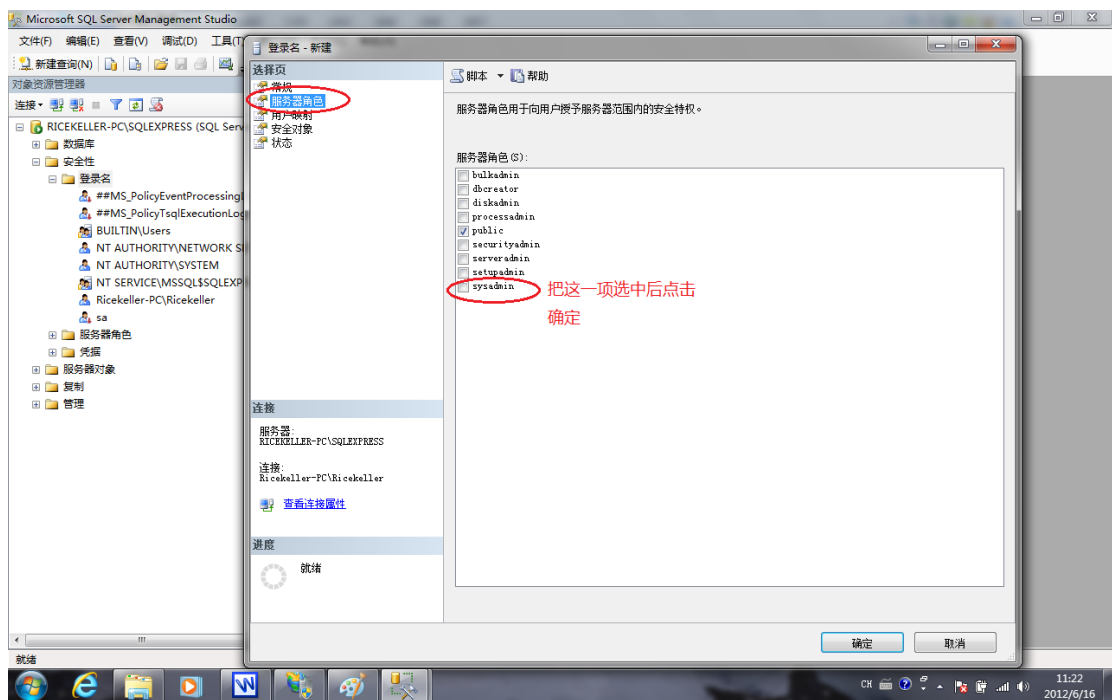 Microsoft SQL Server Management Studio
文件(F) 编辑(E) 查看(V) 调试(D) 工具(T
新建查询(N)
对象资源管理器
连接
RICEKELLER-PC\SQLEXPRESS (SQL Serv
数据库
安全性
登录名
##MS_PolicyEventProcessingL
##MS_PolicyTsqlExecutionLog
BUILTIN\Users
NT AUTHORITY\NETWORK S
NT AUTHORITY\SYSTEM
NT SERVICE\MSSQL$SQLEXP
Ricekeller-PC\Ricekeller
sa
服务器角色
凭据
服务器对象
复制
管理
就绪
登录名 - 新建
选择页
常规
服务器角色
用户映射
安全对象
状态
连接
服务器:
RICEKELLER-PC\SQLEXPRESS
连接:
Ricekeller-PC\Ricekeller
查看连接属性
进度
就绪
脚本 帮助
服务器角色用于向用户授予服务器范围内的安全特权。
服务器角色(S):
bulkadmin
dbcreator
diskadmin
processadmin
public
securityadmin
serveradmin
setupadmin
sysadmin
把这一项选中后点击
确定
确定 取消
CH
11:22
2012/6/16